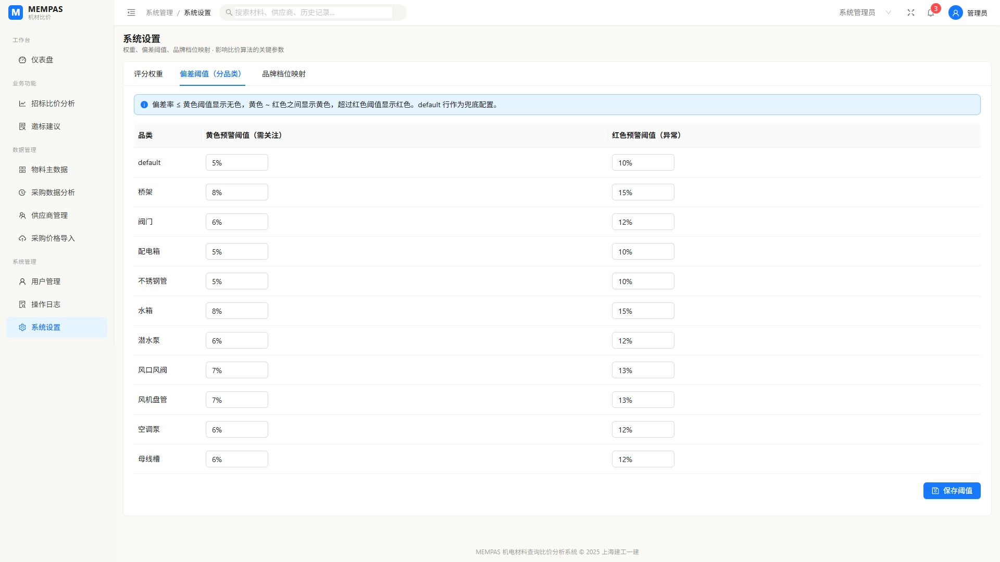 M MEMPAS
机材比价
系统管理 / 系统设置
搜索材料、供应商、历史记录...
系统管理员
3
管理员
工作台
仪表盘
业务功能
招标比价分析
邀标建议
数据管理
物料主数据
采购数据分析
供应商管理
采购价格导入
系统管理
用户管理
操作日志
系统设置
系统设置
权重、偏差阈值、品牌档位映射 · 影响比价算法的关键参数
评分权重 偏差阈值（分品类） 品牌档位映射
偏差率 ≤ 黄色阈值显示无色，黄色 ~ 红色之间显示黄色，超过红色阈值显示红色。default 行作为兜底配置。
品类 黄色预警阈值（需关注） 红色预警阈值（异常）
default 5% 10%
桥架 8% 15%
阀门 6% 12%
配电箱 5% 10%
不锈钢管 5% 10%
水箱 8% 15%
潜水泵 6% 12%
风口风阀 7% 13%
风机盘管 7% 13%
空调泵 6% 12%
母线槽 6% 12%
保存阈值
MEMPAS 机电材料查询比价分析系统 © 2025 上海建工一建